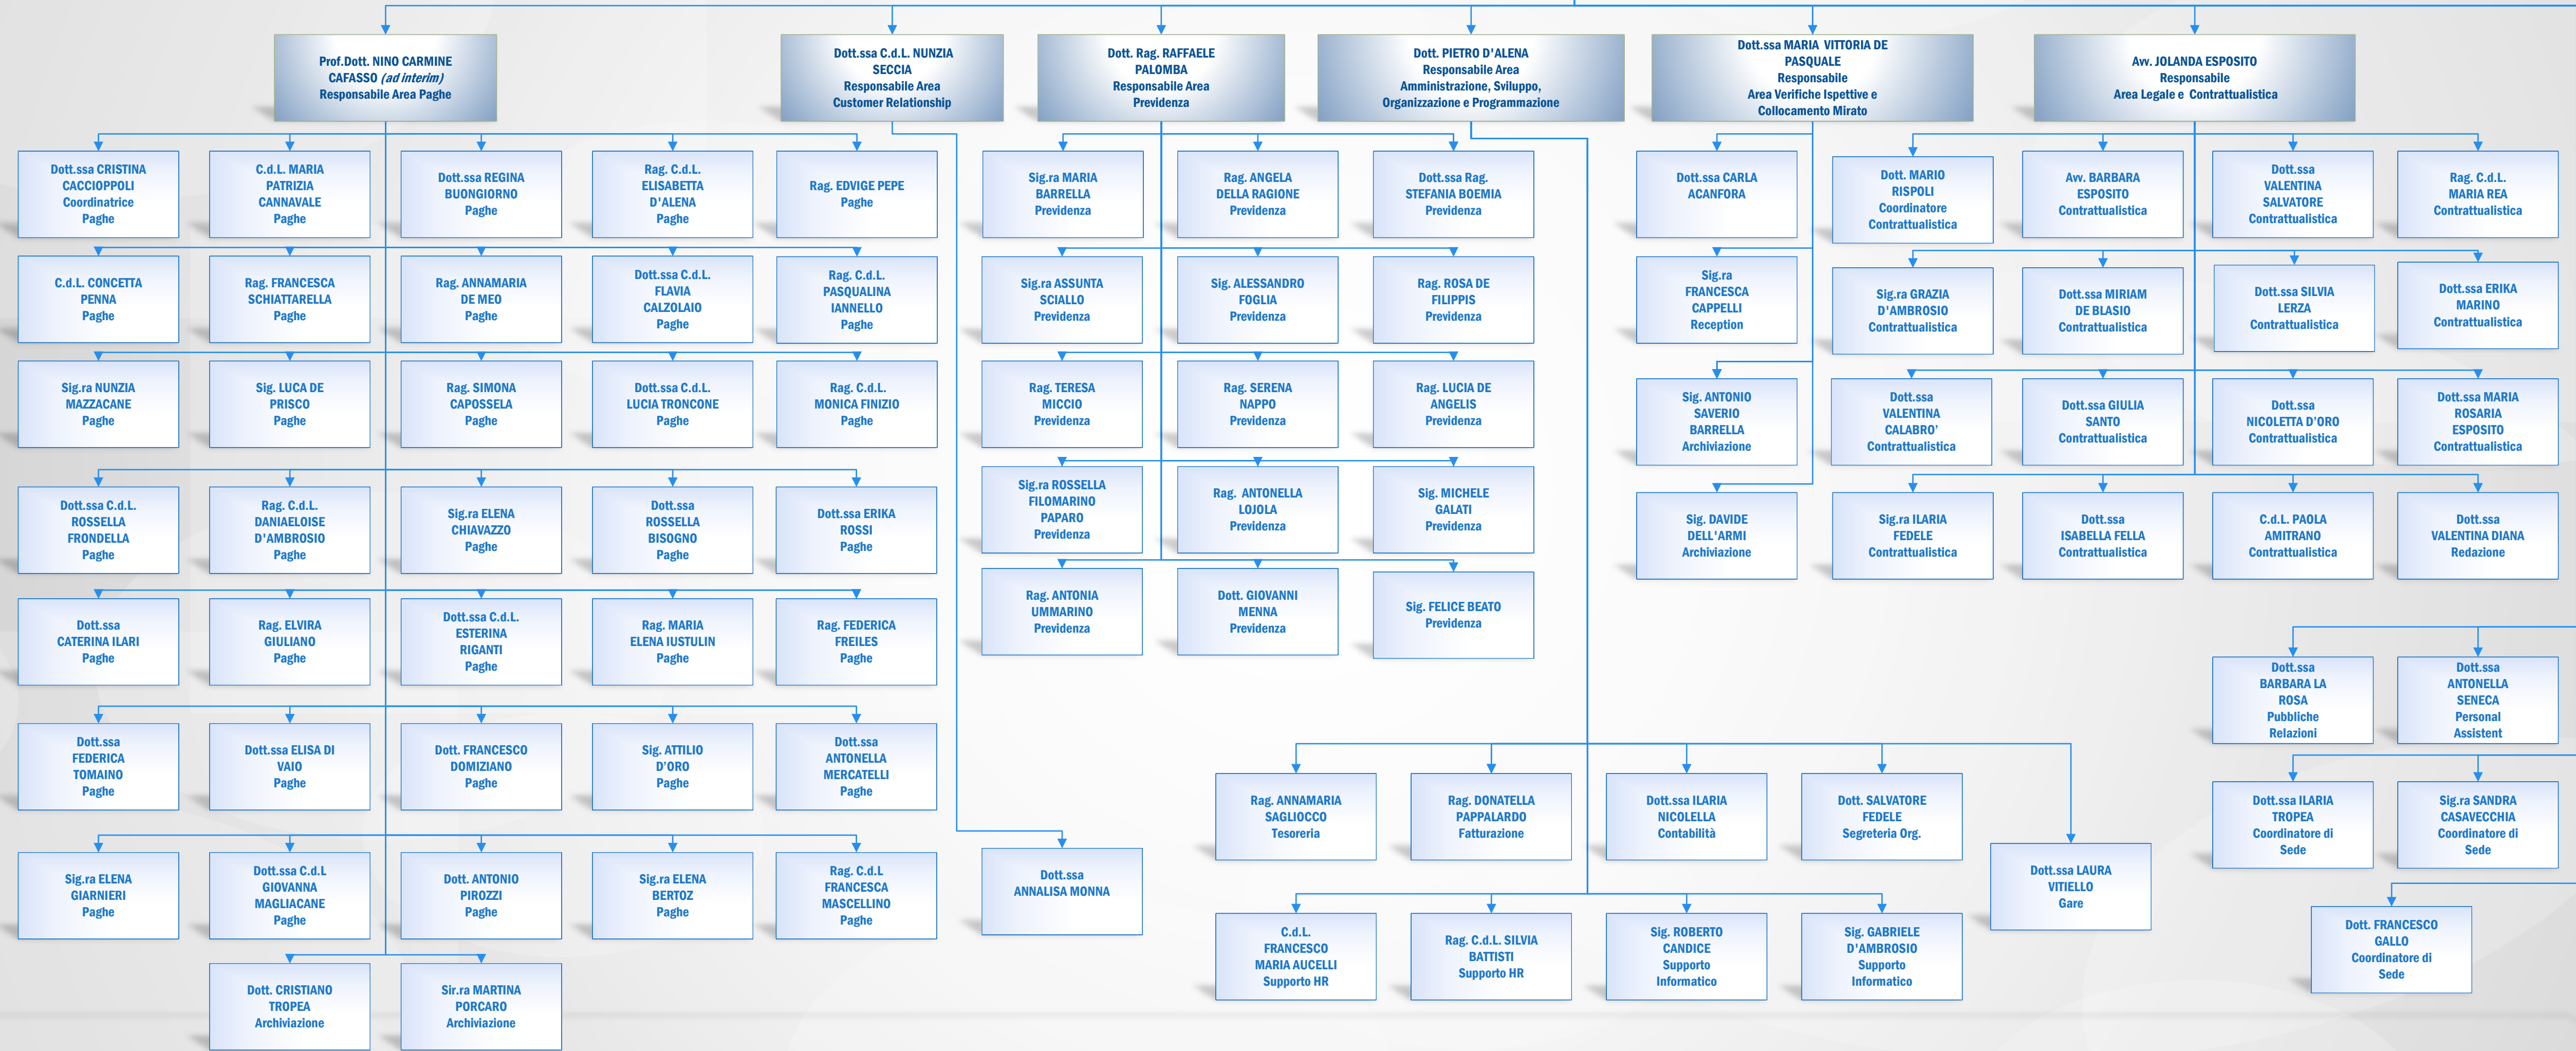 Prof.Dott. NINO CARMINE
CAFASSO (ad interim)
Responsabile Area Paghe
Dott.ssa C.d.L. NUNZIA
SECCIA
Responsabile Area
Customer Relationship
Dott. Rag. RAFFAELE
PALOMBA
Responsabile Area
Previdenza
Dott. PIETRO D'ALENA
Responsabile Area
Amministrazione, Sviluppo,
Organizzazione e Programmazione
Dott.ssa MARIA VITTORIA DE
PASQUALE
Responsabile
Area Verifiche Ispettive e
Collocamento Mirato
Avv. JOLANDA ESPOSITO
Responsabile
Area Legale e Contrattualistica
Dott.ssa CRISTINA
CACCIOPPOLI
Coordinatrice
Paghe
C.d.L. MARIA
PATRIZIA
CANNAVALE
Paghe
Dott.ssa REGINA
BUONGIORNO
Paghe
Rag. C.d.L.
ELISABETTA
D'ALENA
Paghe
Rag. EDVIGE PEPE
Paghe
Sig.ra MARIA
BARRELLA
Previdenza
Rag. ANGELA
DELLA RAGIONE
Previdenza
Dott.ssa Rag.
STEFANIA BOEMIA
Previdenza
Dott.ssa CARLA
ACANFORA
Dott. MARIO
RISPOLI
Coordinatore
Contrattualistica
Avv. BARBARA
ESPOSITO
Contrattualistica
Dott.ssa
VALENTINA
SALVATORE
Contrattualistica
Rag. C.d.L.
MARIA REA
Contrattualistica
C.d.L. CONCETTA
PENNA
Paghe
Rag. FRANCESCA
SCHIATTARELLA
Paghe
Rag. ANNAMARIA
DE MEO
Paghe
Dott.ssa C.d.L.
FLAVIA
CALZOLAIO
Paghe
Rag. C.d.L.
PASQUALINA
IANNELLO
Paghe
Sig.ra ASSUNTA
SCIALLO
Previdenza
Sig. ALESSANDRO
FOGLIA
Previdenza
Rag. ROSA DE
FILIPPIS
Previdenza
Sig.ra
FRANCESCA
CAPPELLI
Reception
Sig.ra GRAZIA
D'AMBROSIO
Contrattualistica
Dott.ssa MIRIAM
DE BLASIO
Contrattualistica
Dott.ssa SILVIA
LERZA
Contrattualistica
Dott.ssa ERIKA
MARINO
Contrattualistica
Sig.ra NUNZIA
MAZZACANE
Paghe
Sig. LUCA DE
PRISCO
Paghe
Rag. SIMONA
CAPOSSELA
Paghe
Dott.ssa C.d.L.
LUCIA TRONCONE
Paghe
Rag. C.d.L.
MONICA FINIZIO
Paghe
Rag. TERESA
MICCIO
Previdenza
Rag. SERENA
NAPPO
Previdenza
Rag. LUCIA DE
ANGELIS
Previdenza
Sig. ANTONIO
SAVERIO
BARRELLA
Archiviazione
Dott.ssa
VALENTINA
CALABRO’
Contrattualistica
Dott.ssa GIULIA
SANTO
Contrattualistica
Dott.ssa
NICOLETTA D’ORO
Contrattualistica
Dott.ssa MARIA
ROSARIA
ESPOSITO
Contrattualistica
Dott.ssa C.d.L.
ROSSELLA
FRONDELLA
Paghe
Rag. C.d.L.
DANIAELOISE
D'AMBROSIO
Paghe
Sig.ra ELENA
CHIAVAZZO
Paghe
Dott.ssa
ROSSELLA
BISOGNO
Paghe
Dott.ssa ERIKA
ROSSI
Paghe
Sig.ra ROSSELLA
FILOMARINO
PAPARO
Previdenza
Rag. ANTONELLA
LOJOLA
Previdenza
Sig. MICHELE
GALATI
Previdenza
Sig. DAVIDE
DELL'ARMI
Archiviazione
Sig.ra ILARIA
FEDELE
Contrattualistica
Dott.ssa
ISABELLA FELLA
Contrattualistica
C.d.L. PAOLA
AMITRANO
Contrattualistica
Dott.ssa
VALENTINA DIANA
Redazione
Dott.ssa
CATERINA ILARI
Paghe
Rag. ELVIRA
GIULIANO
Paghe
Dott.ssa C.d.L.
ESTERINA
RIGANTI
Paghe
Rag. MARIA
ELENA IUSTULIN
Paghe
Rag. FEDERICA
FREILES
Paghe
Rag. ANTONIA
UMMARINO
Previdenza
Dott. GIOVANNI
MENNA
Previdenza
Sig. FELICE BEATO
Previdenza
Dott.ssa
BARBARA LA
ROSA
Pubbliche
Relazioni
Dott.ssa
ANTONELLA
SENECA
Personal
Assistent
Dott.ssa
FEDERICA
TOMAINO
Paghe
Dott.ssa ELISA DI
VAIO
Paghe
Dott. FRANCESCO
DOMIZIANO
Paghe
Sig. ATTILIO
D’ORO
Paghe
Dott.ssa
ANTONELLA
MERCATELLI
Paghe
Rag. ANNAMARIA
SAGLIOCCO
Tesoreria
Rag. DONATELLA
PAPPALARDO
Fatturazione
Dott.ssa ILARIA
NICOLELLA
Contabilità
Dott. SALVATORE
FEDELE
Segreteria Org.
Dott.ssa ILARIA
TROPEA
Coordinatore di
Sede
Sig.ra SANDRA
CASAVECCHIA
Coordinatore di
Sede
Sig.ra ELENA
GIARNIERI
Paghe
Dott.ssa C.d.L
GIOVANNA
MAGLIACANE
Paghe
Dott. ANTONIO
PIROZZI
Paghe
Sig.ra ELENA
BERTOZ
Paghe
Rag. C.d.L
FRANCESCA
MASCELLINO
Paghe
Dott.ssa
ANNALISA MONNA
Dott.ssa LAURA
VITIELLO
Gare
C.d.L.
FRANCESCO
MARIA AUCELLI
Supporto HR
Rag. C.d.L. SILVIA
BATTISTI
Supporto HR
Sig. ROBERTO
CANDICE
Supporto
Informatico
Sig. GABRIELE
D'AMBROSIO
Supporto
Informatico
Dott. FRANCESCO
GALLO
Coordinatore di
Sede
Dott. CRISTIANO
TROPEA
Archiviazione
Sir.ra MARTINA
PORCARO
Archiviazione